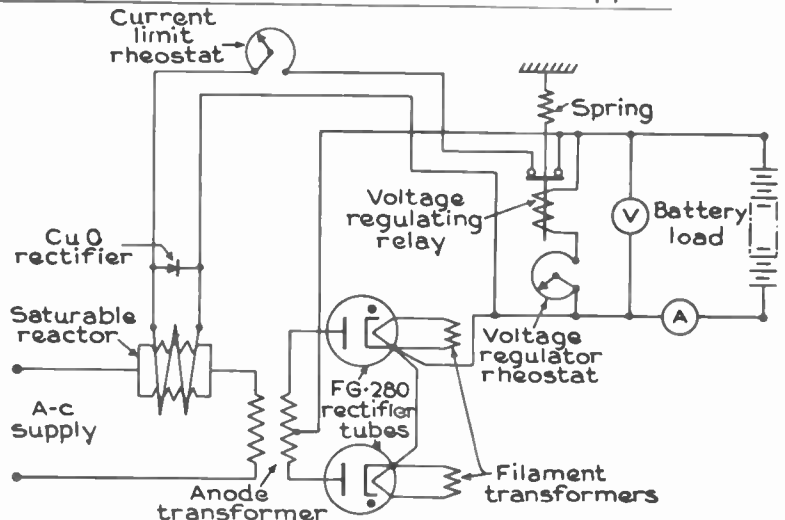 Current
limit
rheostat
Spring
Voltage
regulating
relay
V
Battery
load
CuO
rectifier
Saturable
reactor
A
Voltage
regulator
rheostat
FG-280
rectifier
tubes
A-c
supply
Anode
transformer
Filament
transformers